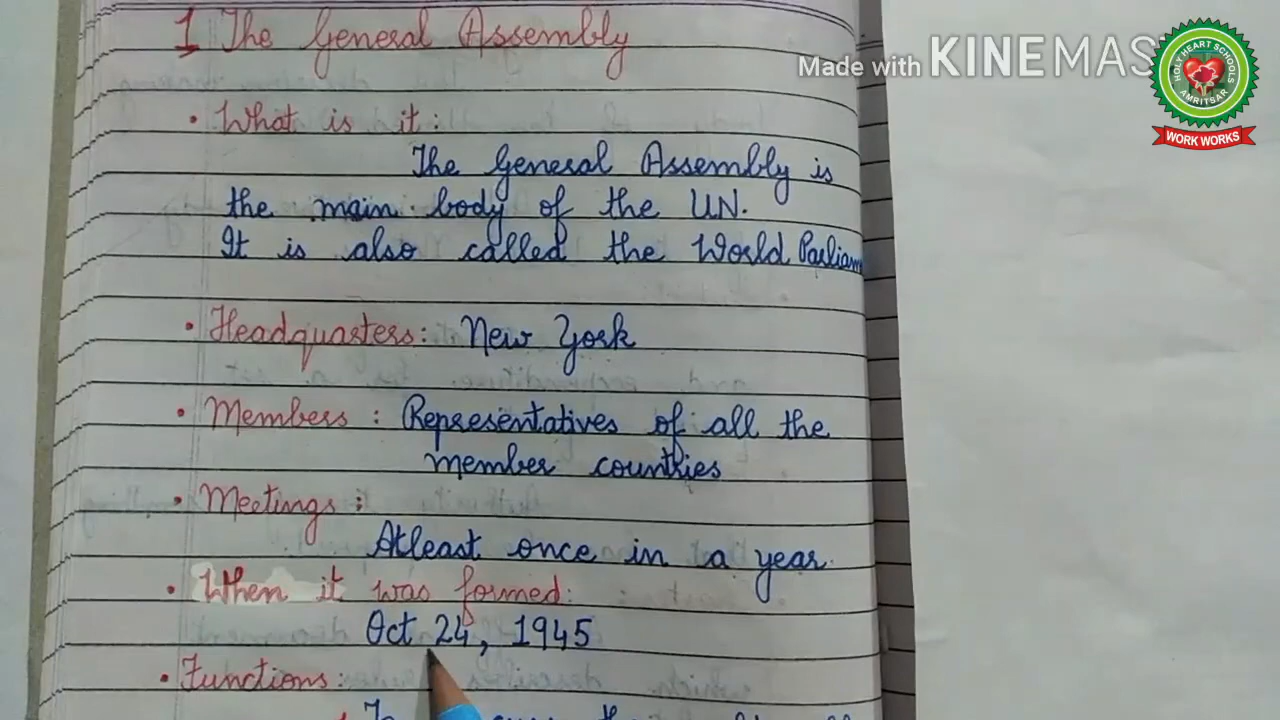 1 The General Assembly
Made with KINEMAS
HOLY HEART SCHOOLS
AMRITSAR
WORK WORKS
• What is it:
The General Assembly is
the main body of the UN.
It is also called the World Parliam
• Headquarters: New York
• Members : Representatives of all the
member countries
• Meetings :
Atleast once in a year.
• When it was formed:
Oct 24, 1945
• Functions: